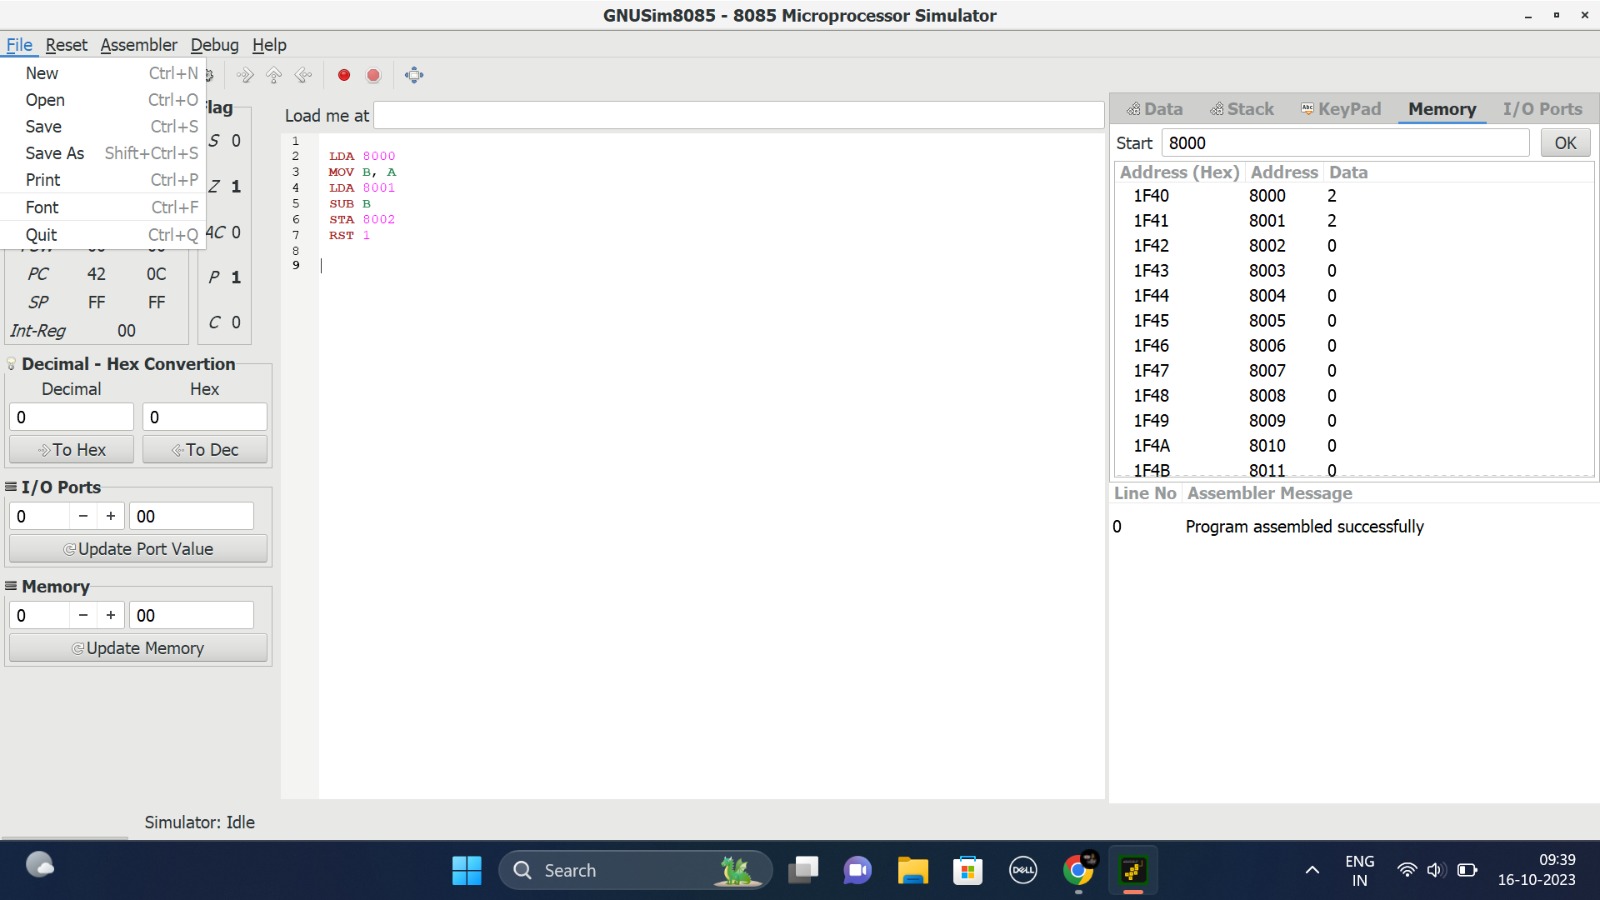 GNUSim8085 - 8085 Microprocessor Simulator
File Reset Assembler Debug Help
New Ctrl+N
Open Ctrl+O
Save Ctrl+S
Save As Shift+Ctrl+S
Print Ctrl+P
Font Ctrl+F
Quit Ctrl+Q
PC 42 0C
SP FF FF
Int-Reg 00
lag
S 0
Z 1
AC 0
P 1
C 0
Decimal - Hex Convertion
Decimal Hex
0 0
To Hex To Dec
I/O Ports
0 − + 00
Update Port Value
Memory
0 − + 00
Update Memory
Simulator: Idle
Load me at
1
2 LDA 8000
3 MOV B, A
4 LDA 8001
5 SUB B
6 STA 8002
7 RST 1
8
9
Data Stack KeyPad Memory I/O Ports
Start 8000 OK
Address (Hex) Address Data
1F40 8000 2
1F41 8001 2
1F42 8002 0
1F43 8003 0
1F44 8004 0
1F45 8005 0
1F46 8006 0
1F47 8007 0
1F48 8008 0
1F49 8009 0
1F4A 8010 0
1F4B 8011 0
Line No Assembler Message
0 Program assembled successfully
Search
DELL
ENG
IN
09:39
16-10-2023